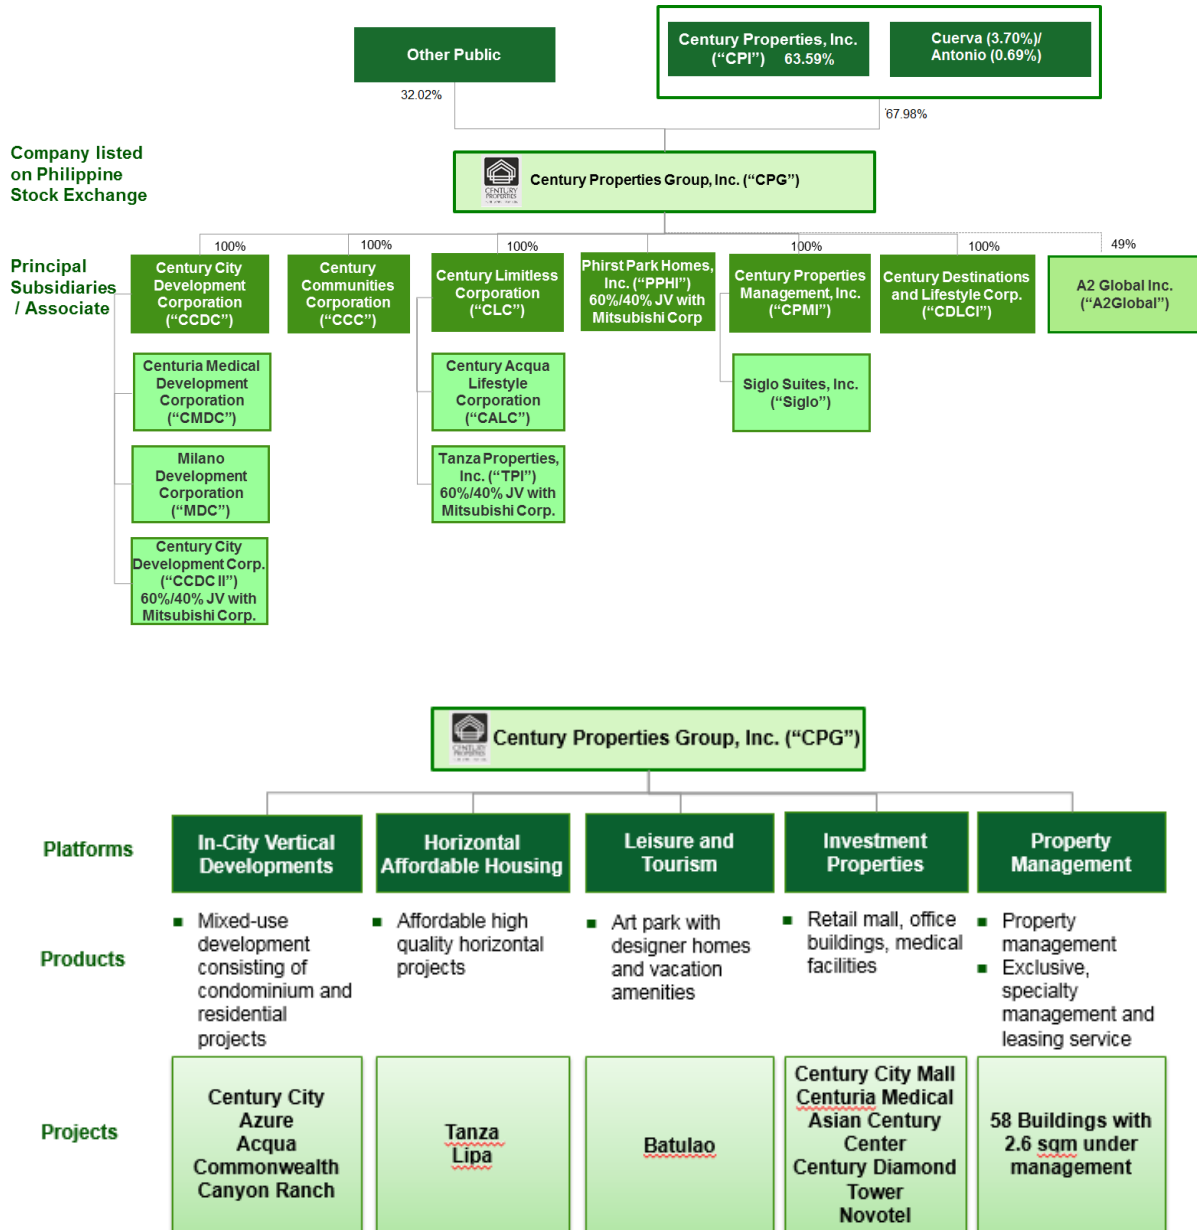 Other Public
Century Properties, Inc.
(“CPI”) 63.59%
Cuerva (3.70%)/
Antonio (0.69%)
32.02%
67.98%
Company listed
on Philippine
Stock Exchange
CENTURY
PROPERTIES
Century Properties Group, Inc. (“CPG”)
100%
100%
100%
100%
100%
49%
Principal
Subsidiaries
/ Associate
Century City
Development
Corporation
(“CCDC”)
Century
Communities
Corporation
(“CCC”)
Century Limitless
Corporation
(“CLC”)
Phirst Park Homes,
Inc. (“PPHI”)
60%/40% JV with
Mitsubishi Corp
Century Properties
Management, Inc.
(“CPMI”)
Century Destinations
and Lifestyle Corp.
(“CDLCI”)
A2 Global Inc.
(“A2Global”)
Centuria Medical
Development
Corporation
(“CMDC”)
Century Acqua
Lifestyle
Corporation
(“CALC”)
Siglo Suites, Inc.
(“Siglo”)
Milano
Development
Corporation
(“MDC”)
Tanza Properties,
Inc. (“TPI”)
60%/40% JV with
Mitsubishi Corp.
Century City
Development Corp.
(“CCDC II”)
60%/40% JV with
Mitsubishi Corp.
CENTURY
PROPERTIES
Century Properties Group, Inc. (“CPG”)
Platforms
In-City Vertical
Developments
Horizontal
Affordable Housing
Leisure and
Tourism
Investment
Properties
Property
Management
Products
Mixed-use
development
consisting of
condominium and
residential
projects
Affordable high
quality horizontal
projects
Art park with
designer homes
and vacation
amenities
Retail mall, office
buildings, medical
facilities
Property
management
Exclusive,
specialty
management and
leasing service
Projects
Century City
Azure
Acqua
Commonwealth
Canyon Ranch
Tanza
Lipa
Batulao
Century City Mall
Centuria Medical
Asian Century
Center
Century Diamond
Tower
Novotel
58 Buildings with
2.6 sqm under
management